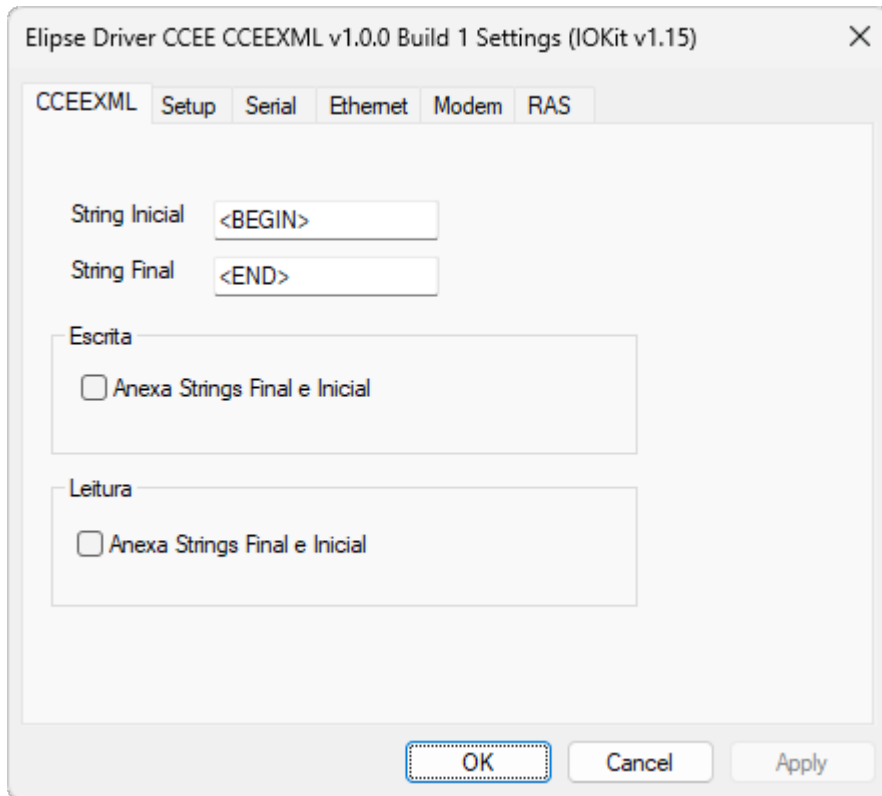 Elipse Driver CCEE CCEEXML v1.0.0 Build 1 Settings (IOKit v1.15)
CCEEXML Setup Serial Ethernet Modem RAS
String Inicial <BEGIN>
String Final <END>
Escrita
Anexa Strings Final e Inicial
Leitura
Anexa Strings Final e Inicial
OK Cancel Apply